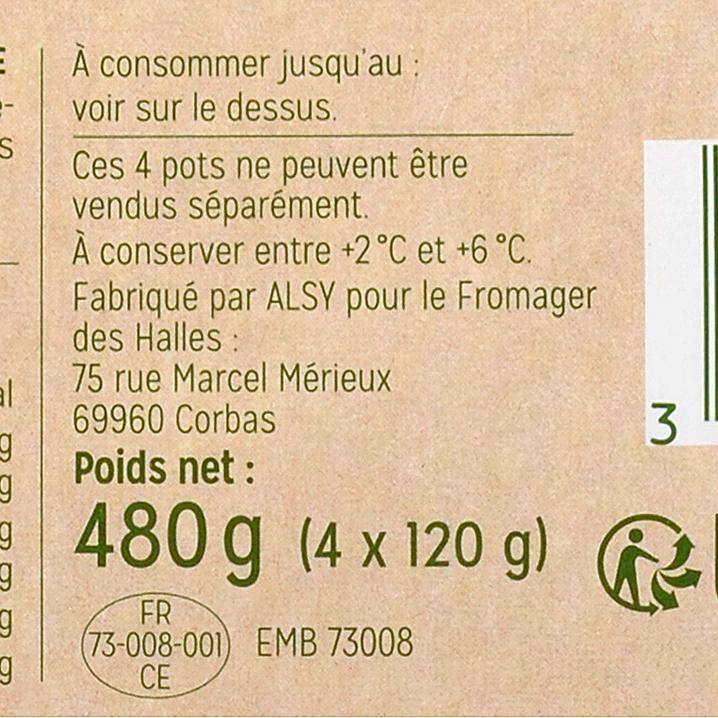 À consommer jusqu'au :
voir sur le dessus.
Ces 4 pots ne peuvent être
vendus séparément.
À conserver entre +2 °C et +6 °C.
Fabriqué par ALSY pour le Fromager
des Halles :
75 rue Marcel Mérieux
69960 Corbas
Poids net :
480 g (4 x 120 g)
FR
73-008-001
CE
EMB 73008
3